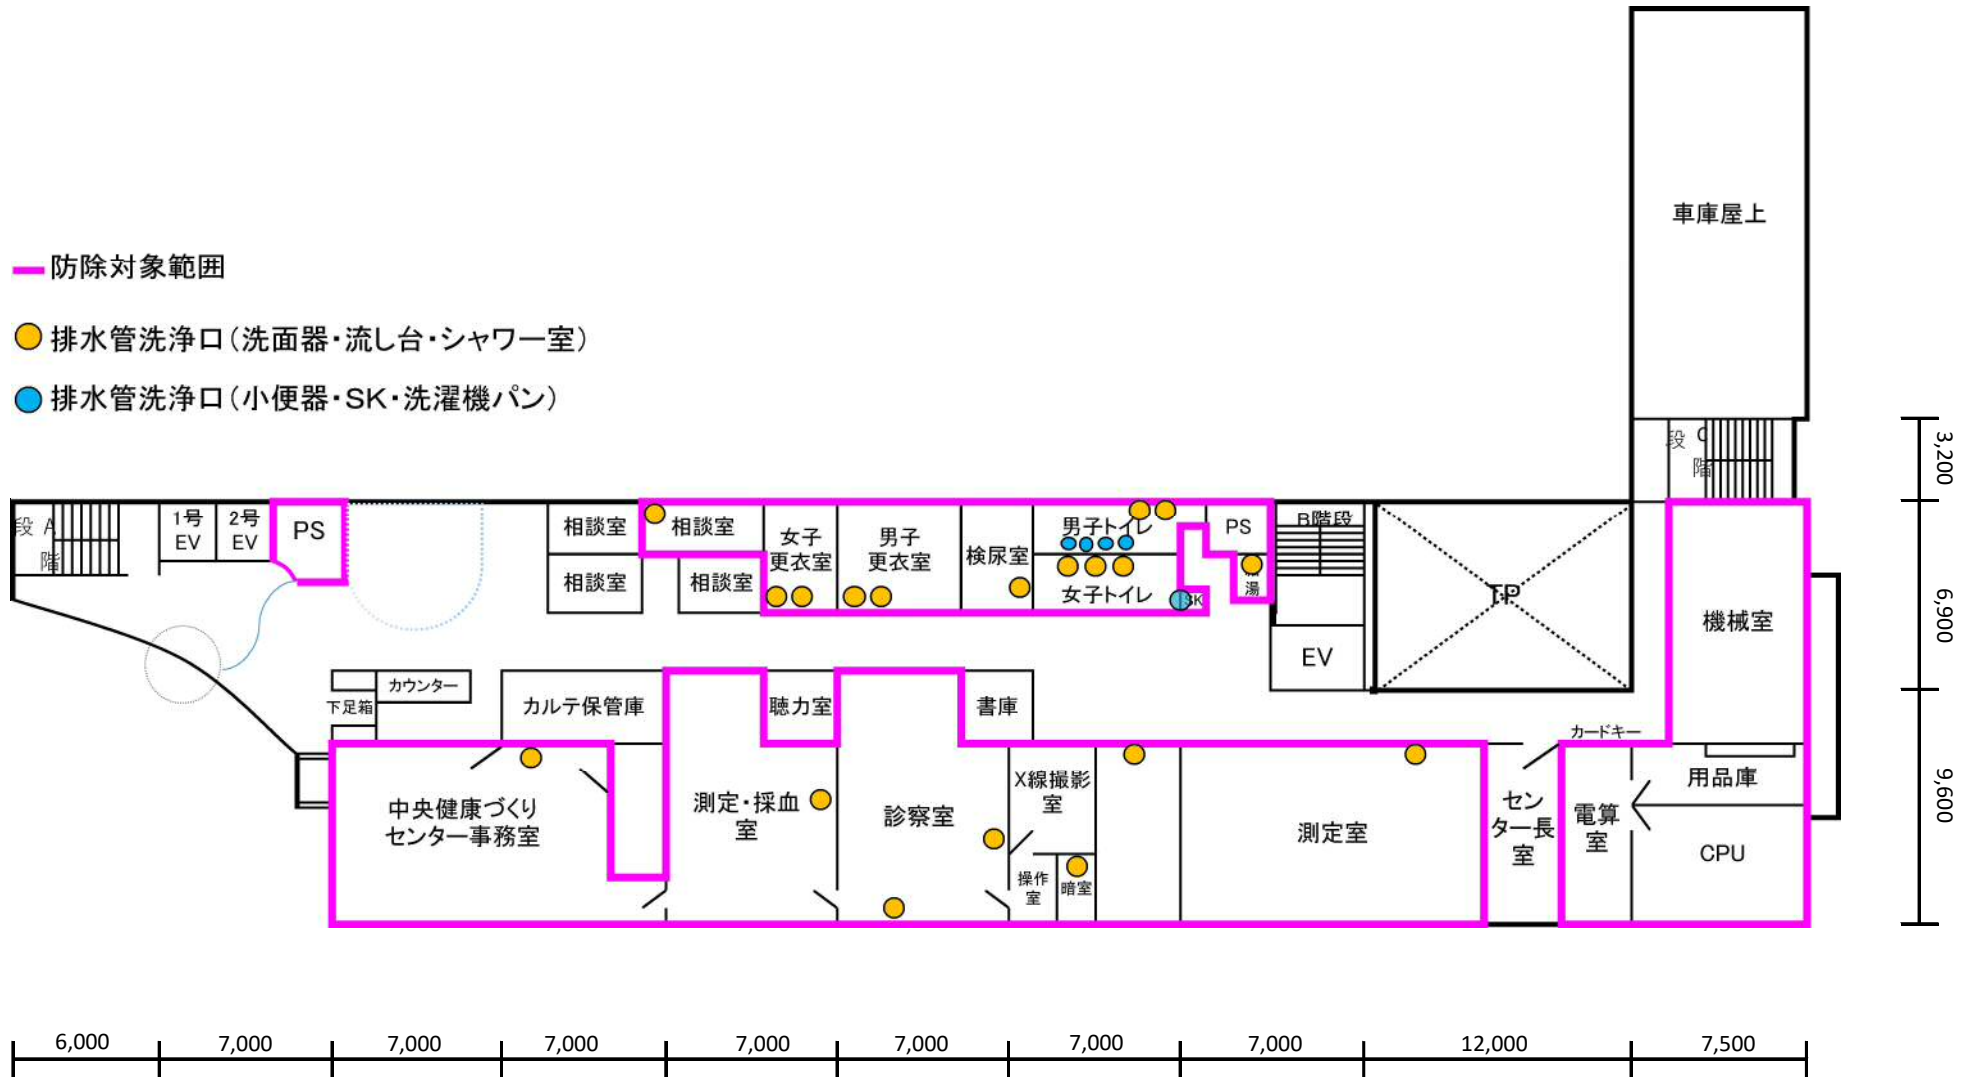 車庫屋上
防除対象範囲
排水管洗浄口（洗面器・流し台・シャワー室）
排水管洗浄口（小便器・SK・洗濯機パン）
段 C
階
3,200
段 A
階
1号
EV
2号
EV
PS
相談室
相談室
女子
更衣室
男子
更衣室
検尿室
男子トイレ
PS
B階段
相談室
相談室
女子トイレ
SK
湯
TP
機械室
6,900
EV
カウンター
下足箱
カルテ保管庫
聴力室
書庫
カードキー
用品庫
中央健康づくり
センター事務室
測定・採血
室
診察室
X線撮影
室
操作
室
暗室
測定室
セン
ター長
室
電算
室
CPU
9,600
6,000
7,000
7,000
7,000
7,000
7,000
7,000
7,000
12,000
7,500